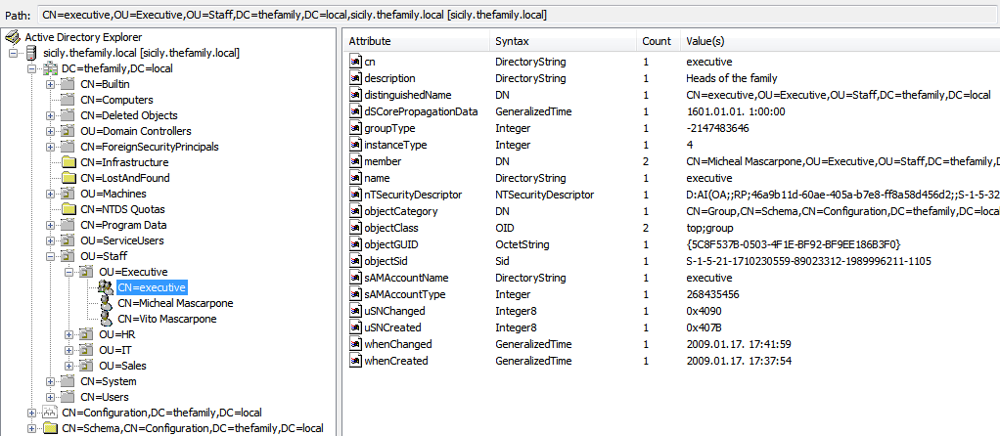 Path: CN=executive,OU=Executive,OU=Staff,DC=thefamily,DC=local,sicily.thefamily.local [sicily.thefamily.local]
Active Directory Explorer
sicily.thefamily.local [sicily.thefamily.local]
DC=thefamily,DC=local
CN=Builtin
CN=Computers
CN=Deleted Objects
OU=Domain Controllers
CN=ForeignSecurityPrincipals
CN=Infrastructure
CN=LostAndFound
OU=Machines
CN=NTDS Quotas
CN=Program Data
OU=ServiceUsers
OU=Staff
OU=Executive
CN=executive
CN=Micheal Mascarpone
CN=Vito Mascarpone
OU=HR
OU=IT
OU=Sales
CN=System
CN=Users
CN=Configuration,DC=thefamily,DC=local
CN=Schema,CN=Configuration,DC=thefamily,DC=local
Attribute Syntax Count Value(s)
cn DirectoryString 1 executive
description DirectoryString 1 Heads of the family
distinguishedName DN 1 CN=executive,OU=Executive,OU=Staff,DC=thefamily,DC=local
dSCorePropagationData GeneralizedTime 1 1601.01.01. 1:00:00
groupType Integer 1 -2147483646
instanceType Integer 1 4
member DN 2 CN=Micheal Mascarpone,OU=Executive,OU=Staff,DC=thefamily,D
name DirectoryString 1 executive
nTSecurityDescriptor NTSecurityDescriptor 1 D:AI(OA;;RP;46a9b11d-60ae-405a-b7e8-ff8a58d456d2;;S-1-5-32
objectCategory DN 1 CN=Group,CN=Schema,CN=Configuration,DC=thefamily,DC=local
objectClass OID 2 top;group
objectGUID OctetString 1 {5C8F537B-0503-4F1E-BF92-BF9EE186B3F0}
objectSid Sid 1 S-1-5-21-1710230559-89023312-1989996211-1105
sAMAccountName DirectoryString 1 executive
sAMAccountType Integer 1 268435456
uSNChanged Integer8 1 0x4090
uSNCreated Integer8 1 0x407B
whenChanged GeneralizedTime 1 2009.01.17. 17:41:59
whenCreated GeneralizedTime 1 2009.01.17. 17:37:54